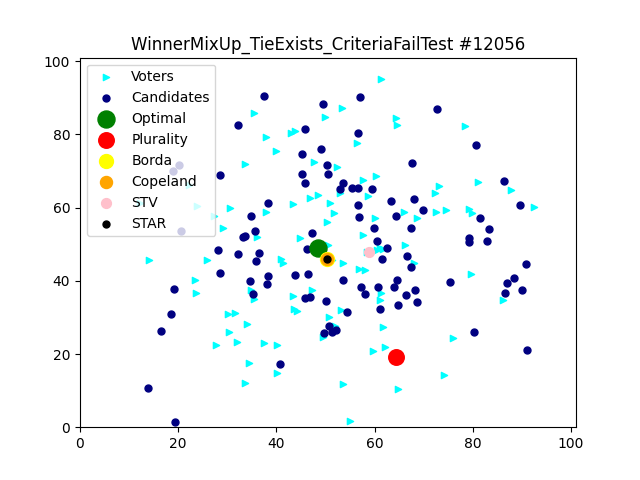 WinnerMixUp_TieExists_CriteriaFailTest #12056
100
80
60
40
20
0
0
20
40
60
80
100
Voters
Candidates
Optimal
Plurality
Borda
Copeland
STV
STAR